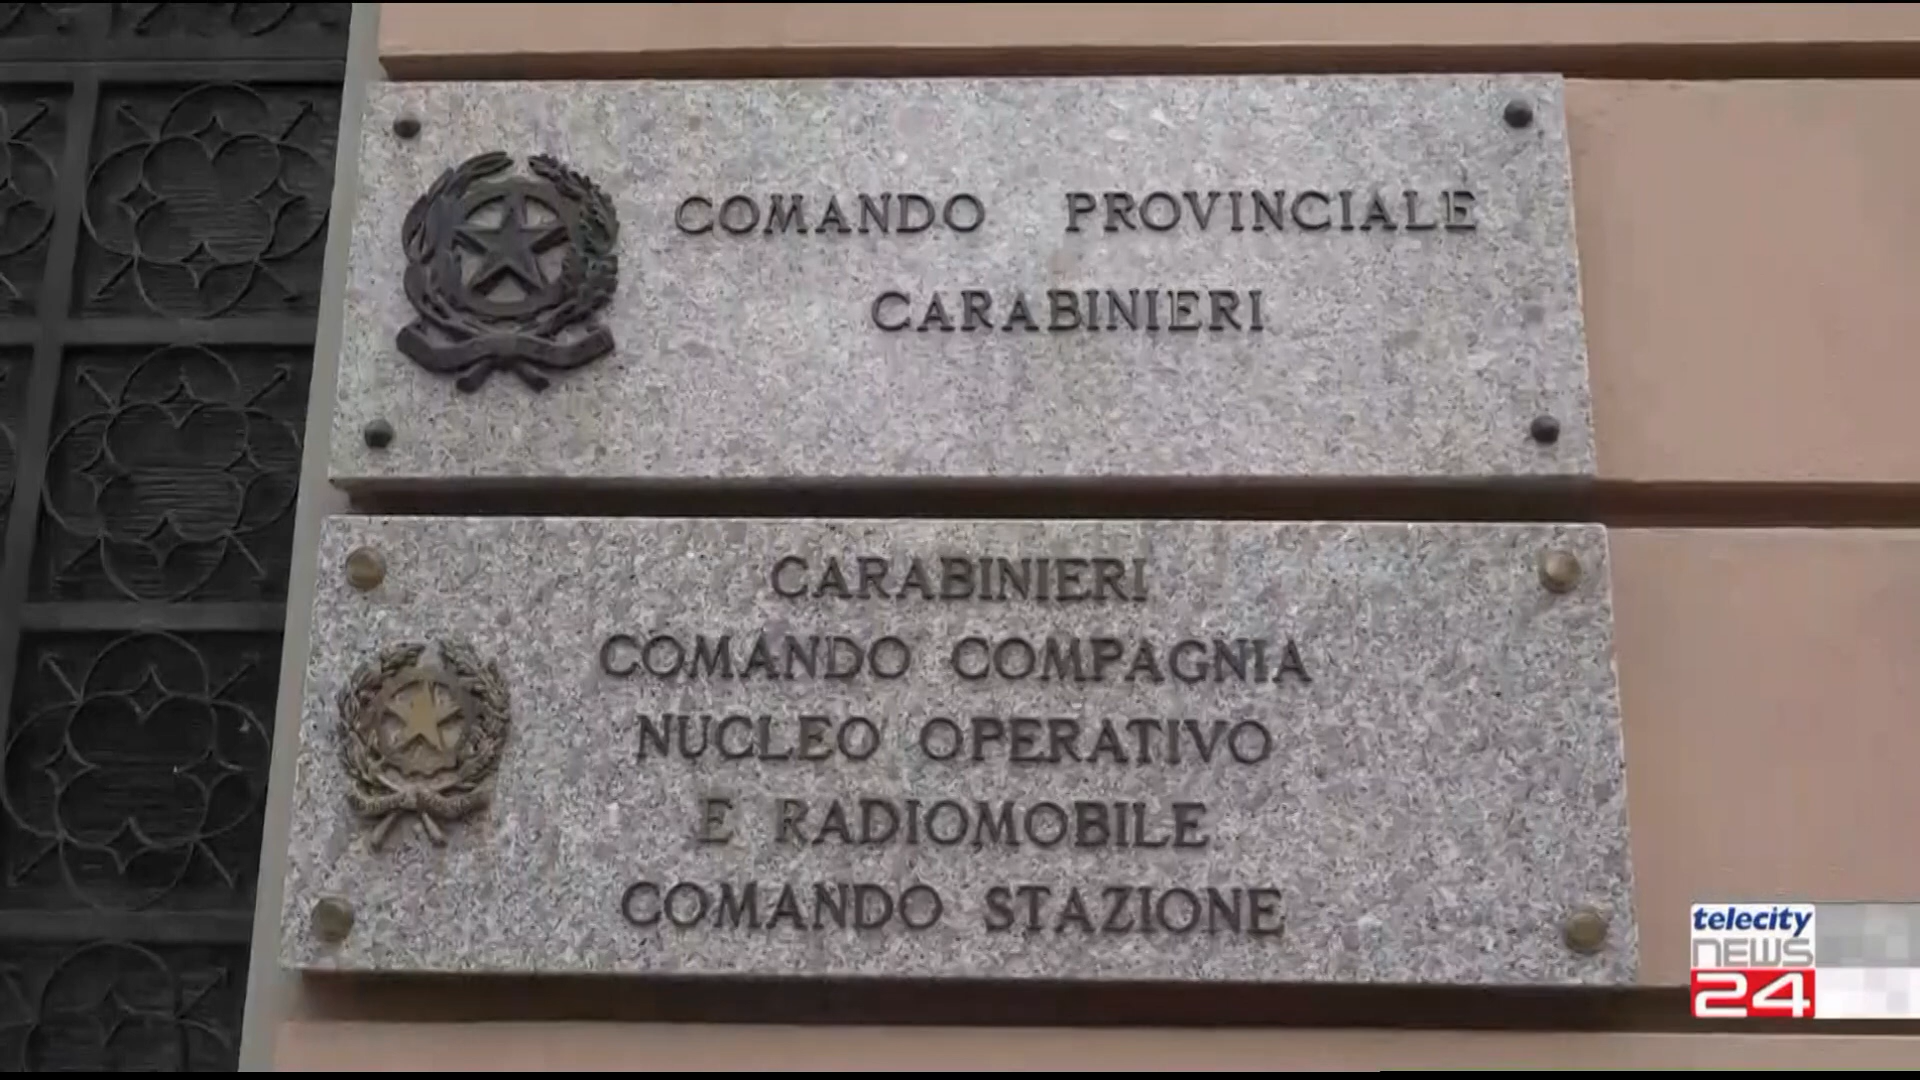 COMANDO PROVINCIALE
CARABINIERI
CARABINIERI
COMANDO COMPAGNIA
NUCLEO OPERATIVO
E RADIOMOBILE
COMANDO STAZIONE
telecity
NEWS
24